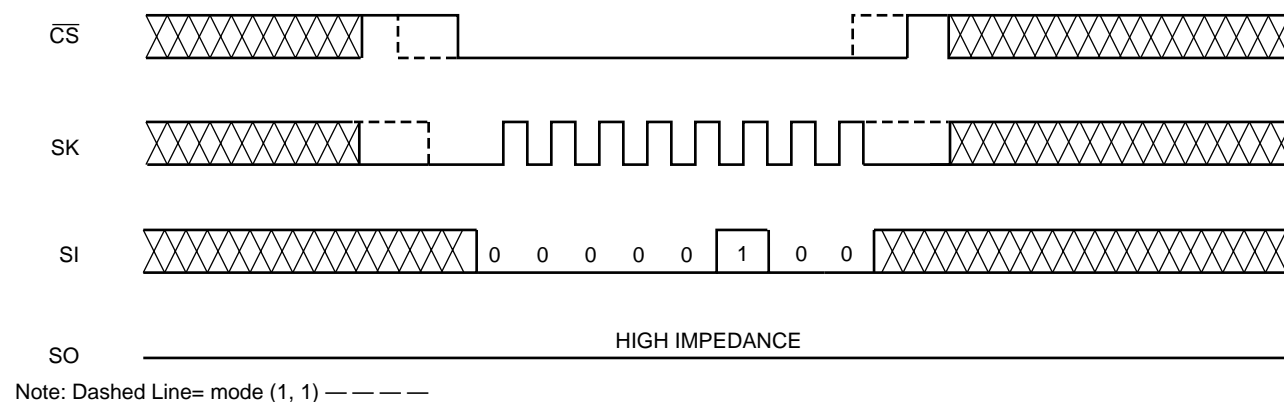 C̅S̅
SK
SI
0 0 0 0 0 1 0 0
HIGH IMPEDANCE
SO
Note: Dashed Line= mode (1, 1) — — — —